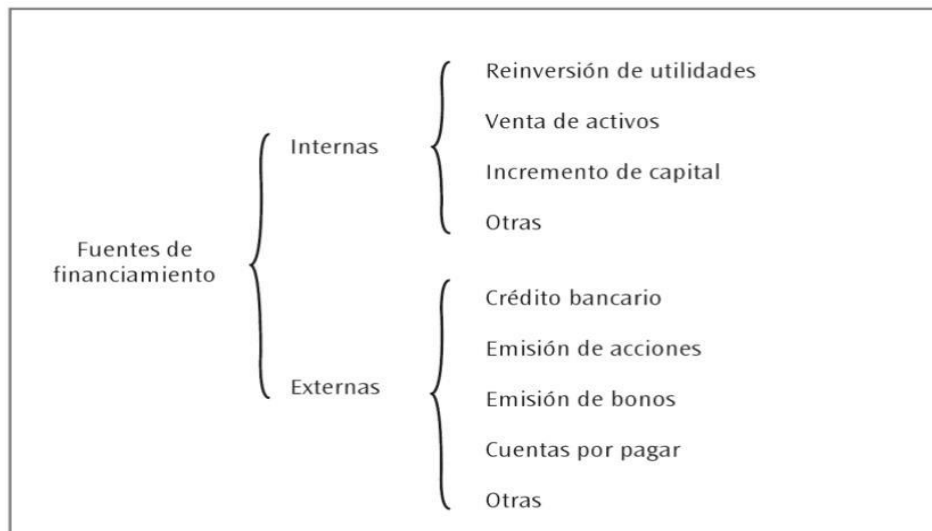 Fuentes de
financiamiento
Internas
Reinversión de utilidades
Venta de activos
Incremento de capital
Otras
Externas
Crédito bancario
Emisión de acciones
Emisión de bonos
Cuentas por pagar
Otras